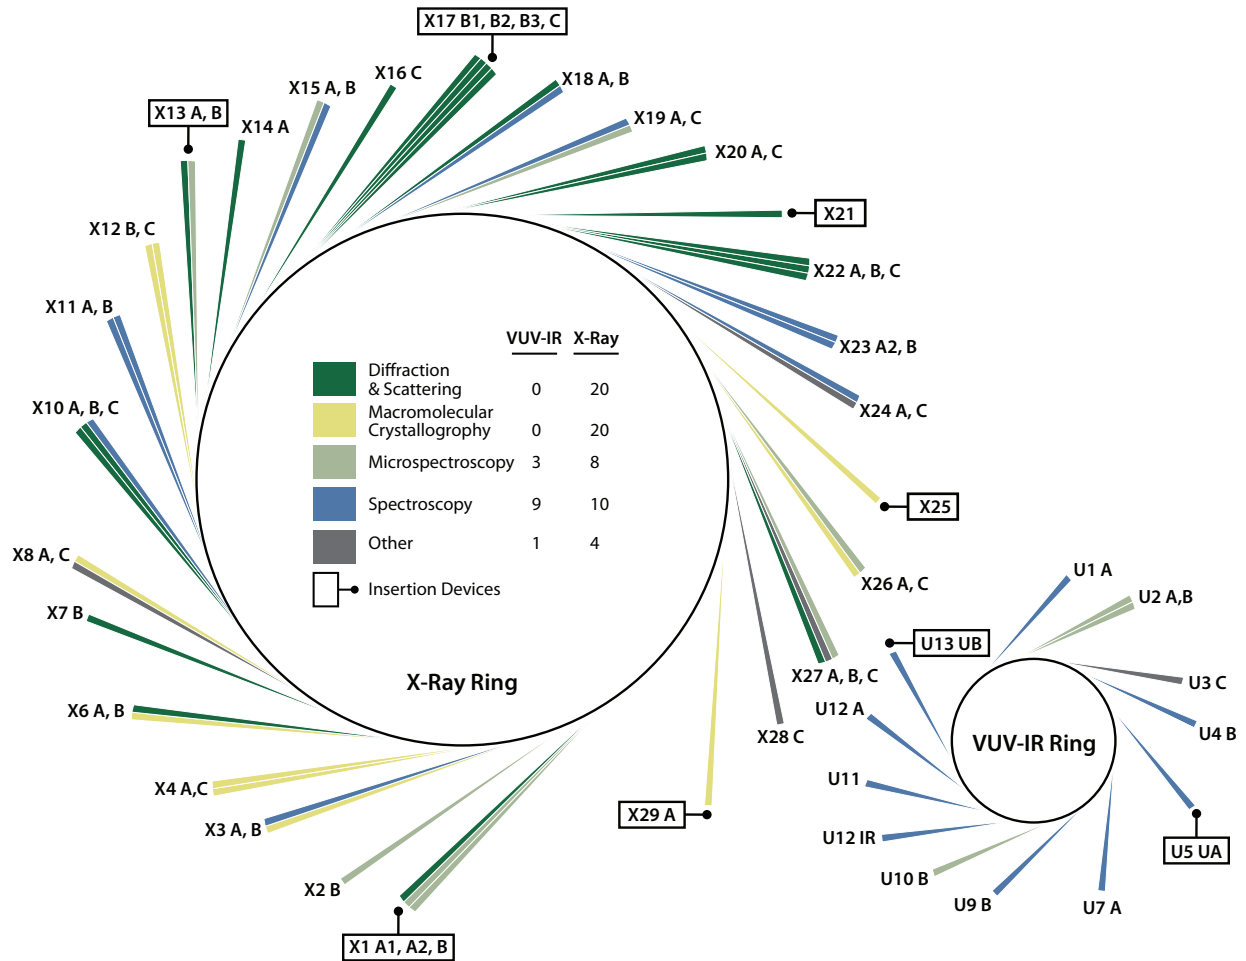 X17 B1, B2, B3, C
X16 C
X18 A, B
X15 A, B
X13 A, B
X14 A
X19 A, C
X20 A, C
X21
X12 B, C
X22 A, B, C
X11 A, B
X23 A2, B
X10 A, B, C
X24 A, C
VUV-IR X-Ray
Diffraction
& Scattering 0 20
Macromolecular
Crystallogrophy 0 20
Microspectroscopy 3 8
Spectroscopy 9 10
Other 1 4
Insertion Devices
X25
X8 A, C
X26 A, C
X7 B
X27 A, B, C
X-Ray Ring
X6 A, B
X28 C
X4 A,C
X29 A
X3 A, B
X2 B
X1 A1, A2, B
U1 A
U2 A,B
U13 UB
U3 C
U12 A
U4 B
VUV-IR Ring
U11
U12 IR
U5 UA
U10 B
U9 B
U7 A